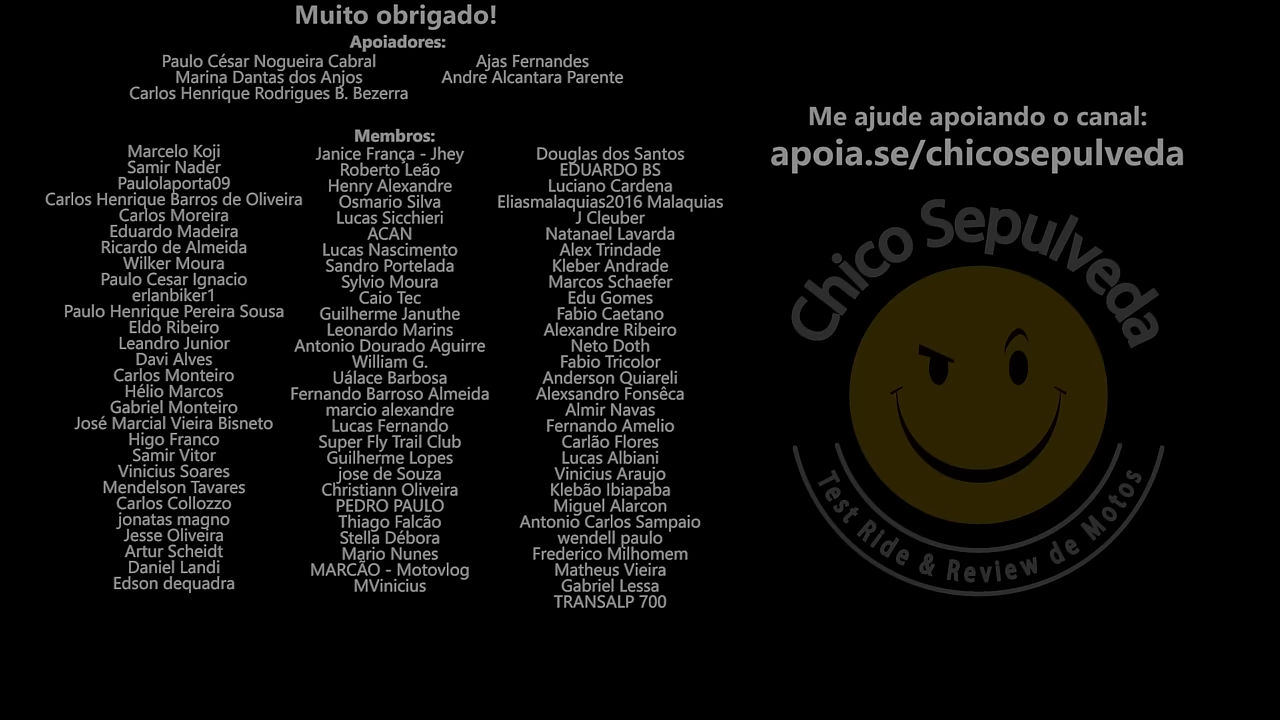 Muito obrigado!
Apoiadores:
Paulo César Nogueira Cabral
Marina Dantas dos Anjos
Carlos Henrique Rodrigues B. Bezerra
Ajas Fernandes
Andre Alcantara Parente
Membros:
Marcelo Koji
Samir Nader
Paulolaporta09
Carlos Henrique Barros de Oliveira
Carlos Moreira
Eduardo Madeira
Ricardo de Almeida
Wilker Moura
Paulo Cesar Ignacio
erlanbiker1
Paulo Henrique Pereira Sousa
Eldo Ribeiro
Leandro Junior
Davi Alves
Carlos Monteiro
Hélio Marcos
Gabriel Monteiro
José Marcial Vieira Bisneto
Higo Franco
Samir Vitor
Vinicius Soares
Mendelson Tavares
Carlos Collozzo
jonatas magno
Jesse Oliveira
Artur Scheidt
Daniel Landi
Edson dequadra
Janice França - Jhey
Roberto Leão
Henry Alexandre
Osmario Silva
Lucas Sicchieri
ACAN
Lucas Nascimento
Sandro Portelada
Sylvio Moura
Caio Tec
Guilherme Januthe
Leonardo Marins
Antonio Dourado Aguirre
William G.
Uálace Barbosa
Fernando Barroso Almeida
marcio alexandre
Lucas Fernando
Super Fly Trail Club
Guilherme Lopes
jose de Souza
Christiann Oliveira
PEDRO PAULO
Thiago Falcão
Stella Débora
Mario Nunes
MARCÃO - Motovlog
MVinicius
Douglas dos Santos
EDUARDO BS
Luciano Cardena
Eliasmalaquias2016 Malaquias
J Cleuber
Natanael Lavarda
Alex Trindade
Kleber Andrade
Marcos Schaefer
Edu Gomes
Fabio Caetano
Alexandre Ribeiro
Neto Doth
Fabio Tricolor
Anderson Quiareli
Alexsandro Fonsêca
Almir Navas
Fernando Amelio
Carlão Flores
Lucas Albiani
Vinicius Araujo
Klebão Ibiapaba
Miguel Alarcon
Antonio Carlos Sampaio
wendell paulo
Frederico Milhomem
Matheus Vieira
Gabriel Lessa
TRANSALP 700
Me ajude apoiando o canal:
apoia.se/chicosepulveda
Chico Sepulveda
Test Ride & Review de Motos